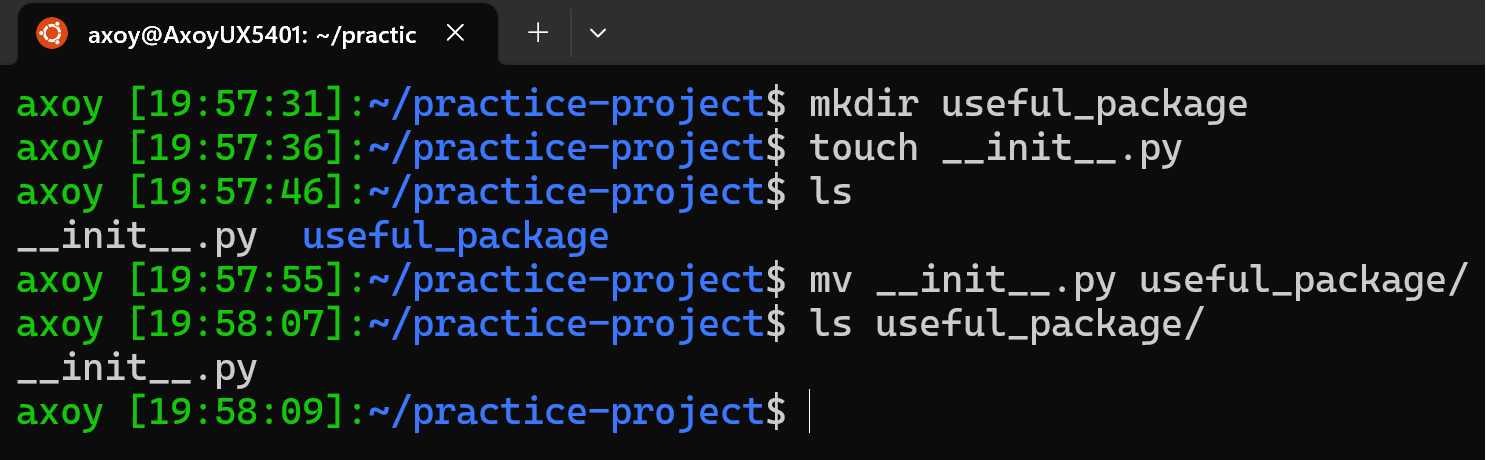 axoy@AxoyUX5401: ~/practic
axoy [19:57:31]:~/practice-project$ mkdir useful_package
axoy [19:57:36]:~/practice-project$ touch __init__.py
axoy [19:57:46]:~/practice-project$ ls
__init__.py  useful_package
axoy [19:57:55]:~/practice-project$ mv __init__.py useful_package/
axoy [19:58:07]:~/practice-project$ ls useful_package/
__init__.py
axoy [19:58:09]:~/practice-project$